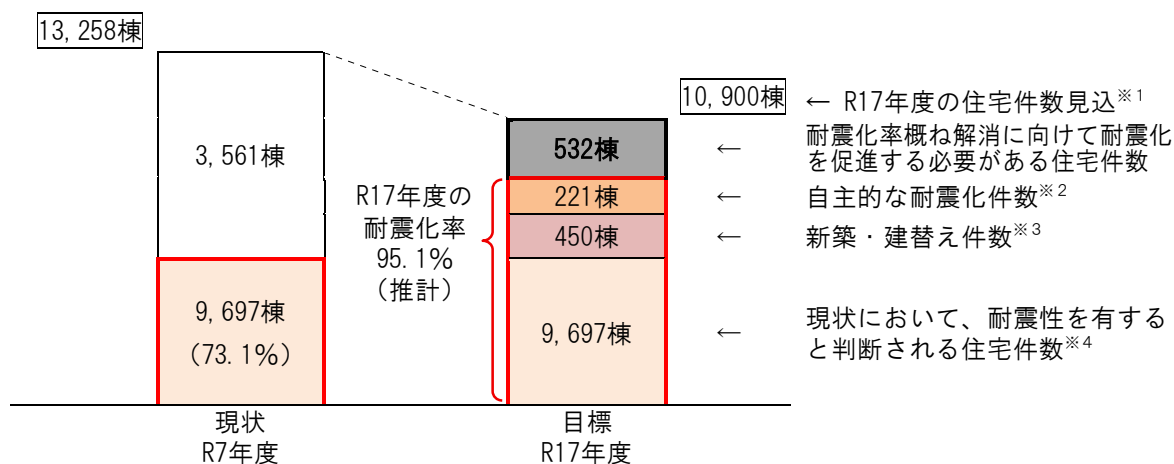 13,258棟
3,561棟
9,697棟
(73.1%)
現状
R7年度
R17年度の
耐震化率
95.1%
(推計)
10,900棟
532棟
221棟
450棟
9,697棟
目標
R17年度
← R17年度の住宅件数見込※1
← 耐震化率概ね解消に向けて耐震化
を促進する必要がある住宅件数
← 自主的な耐震化件数※2
← 新築・建替え件数※3
← 現状において、耐震性を有する
と判断される住宅件数※4